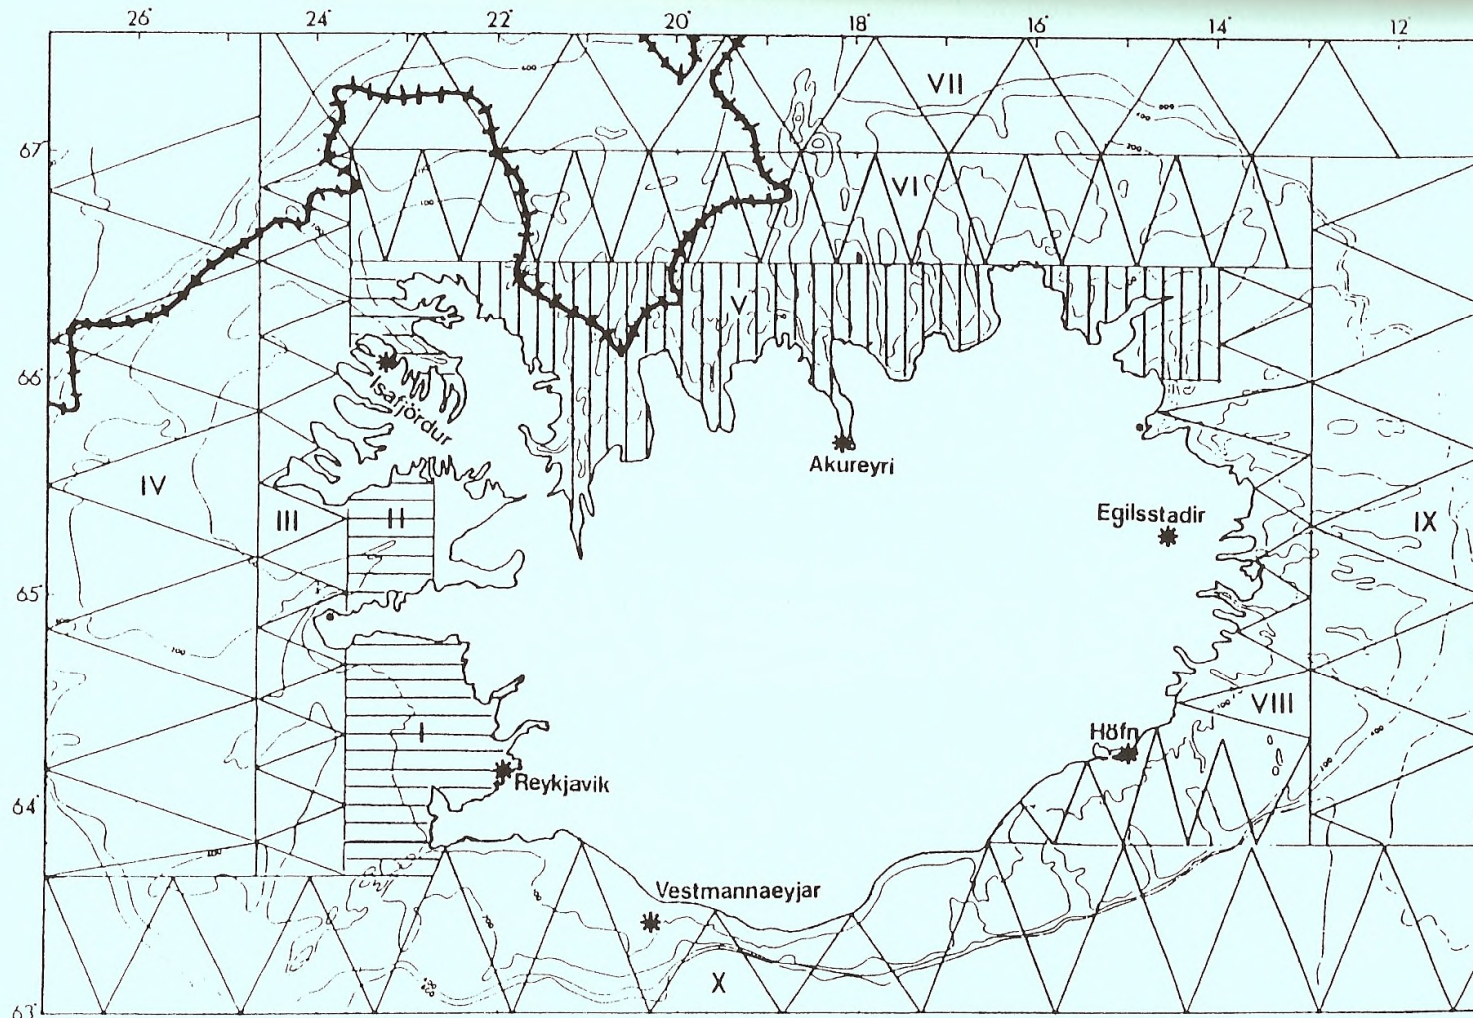 26° 24° 22° 20° 18° 16° 14° 12°
VII
67°
VI
V
66°
Isafjördur
Akureyri
IV
III
II
Egilsstadir
IX
65°
VIII
Höfn
I
Reykjavik
64°
Vestmannaeyjar
X
63°